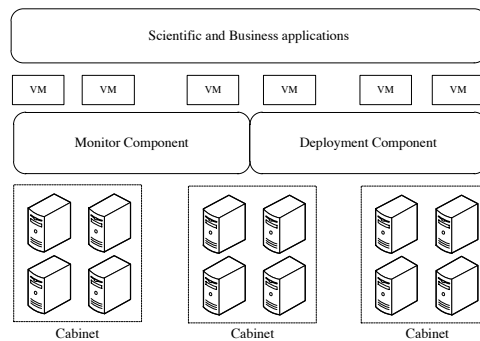 Scientific and Business applications
VM VM VM VM VM VM
Monitor Component Deployment Component
Cabinet Cabinet Cabinet